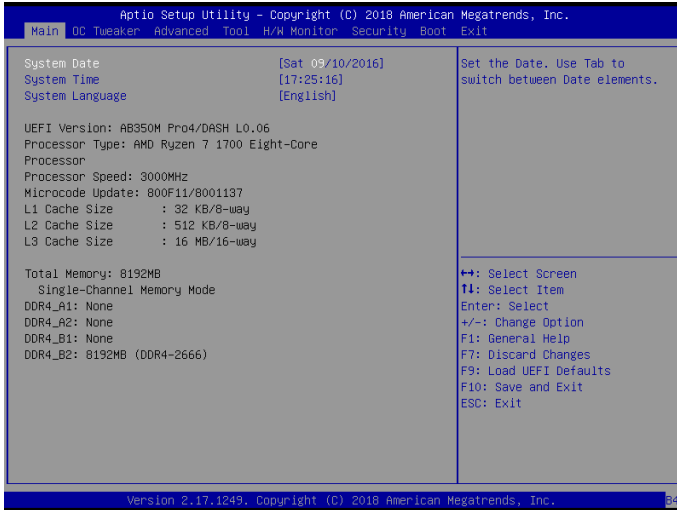 Aptio Setup Utility - Copyright (C) 2018 American Megatrends, Inc.
Main OC Tweaker Advanced Tool H/W Monitor Security Boot Exit
System Date [Sat 09/10/2016]
System Time [17:25:16]
System Language [English]
UEFI Version: AB350M Pro4/DASH L0.06
Processor Type: AMD Ryzen 7 1700 Eight-Core
Processor
Processor Speed: 3000MHz
Microcode Update: 800F11/8001137
L1 Cache Size : 32 KB/8-way
L2 Cache Size : 512 KB/8-way
L3 Cache Size : 16 MB/16-way
Total Memory: 8192MB
Single-Channel Memory Mode
DDR4_A1: None
DDR4_A2: None
DDR4_B1: None
DDR4_B2: 8192MB (DDR4-2666)
Set the Date. Use Tab to
switch between Date elements.
↔: Select Screen
↑↓: Select Item
Enter: Select
+/-: Change Option
F1: General Help
F7: Discard Changes
F9: Load UEFI Defaults
F10: Save and Exit
ESC: Exit
Version 2.17.1249. Copyright (C) 2018 American Megatrends, Inc.
B4